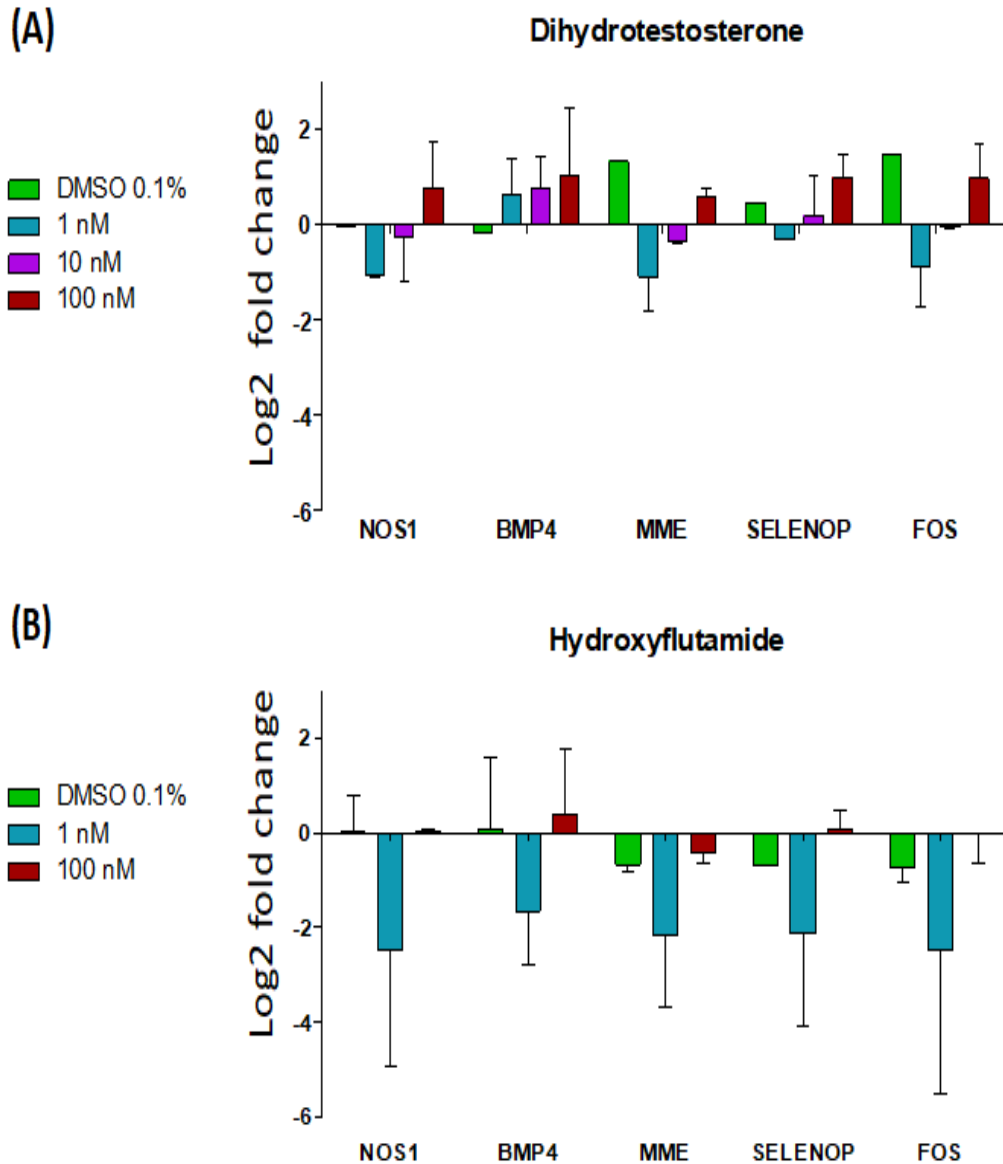 (A)
Dihydrotestosterone
DMSO 0.1%
1 nM
10 nM
100 nM
Log2 fold change
2
0
-2
-4
-6
NOS1 BMP4 MME SELENOP FOS
(B)
Hydroxyflutamide
DMSO 0.1%
1 nM
100 nM
Log2 fold change
2
0
-2
-4
-6
NOS1 BMP4 MME SELENOP FOS